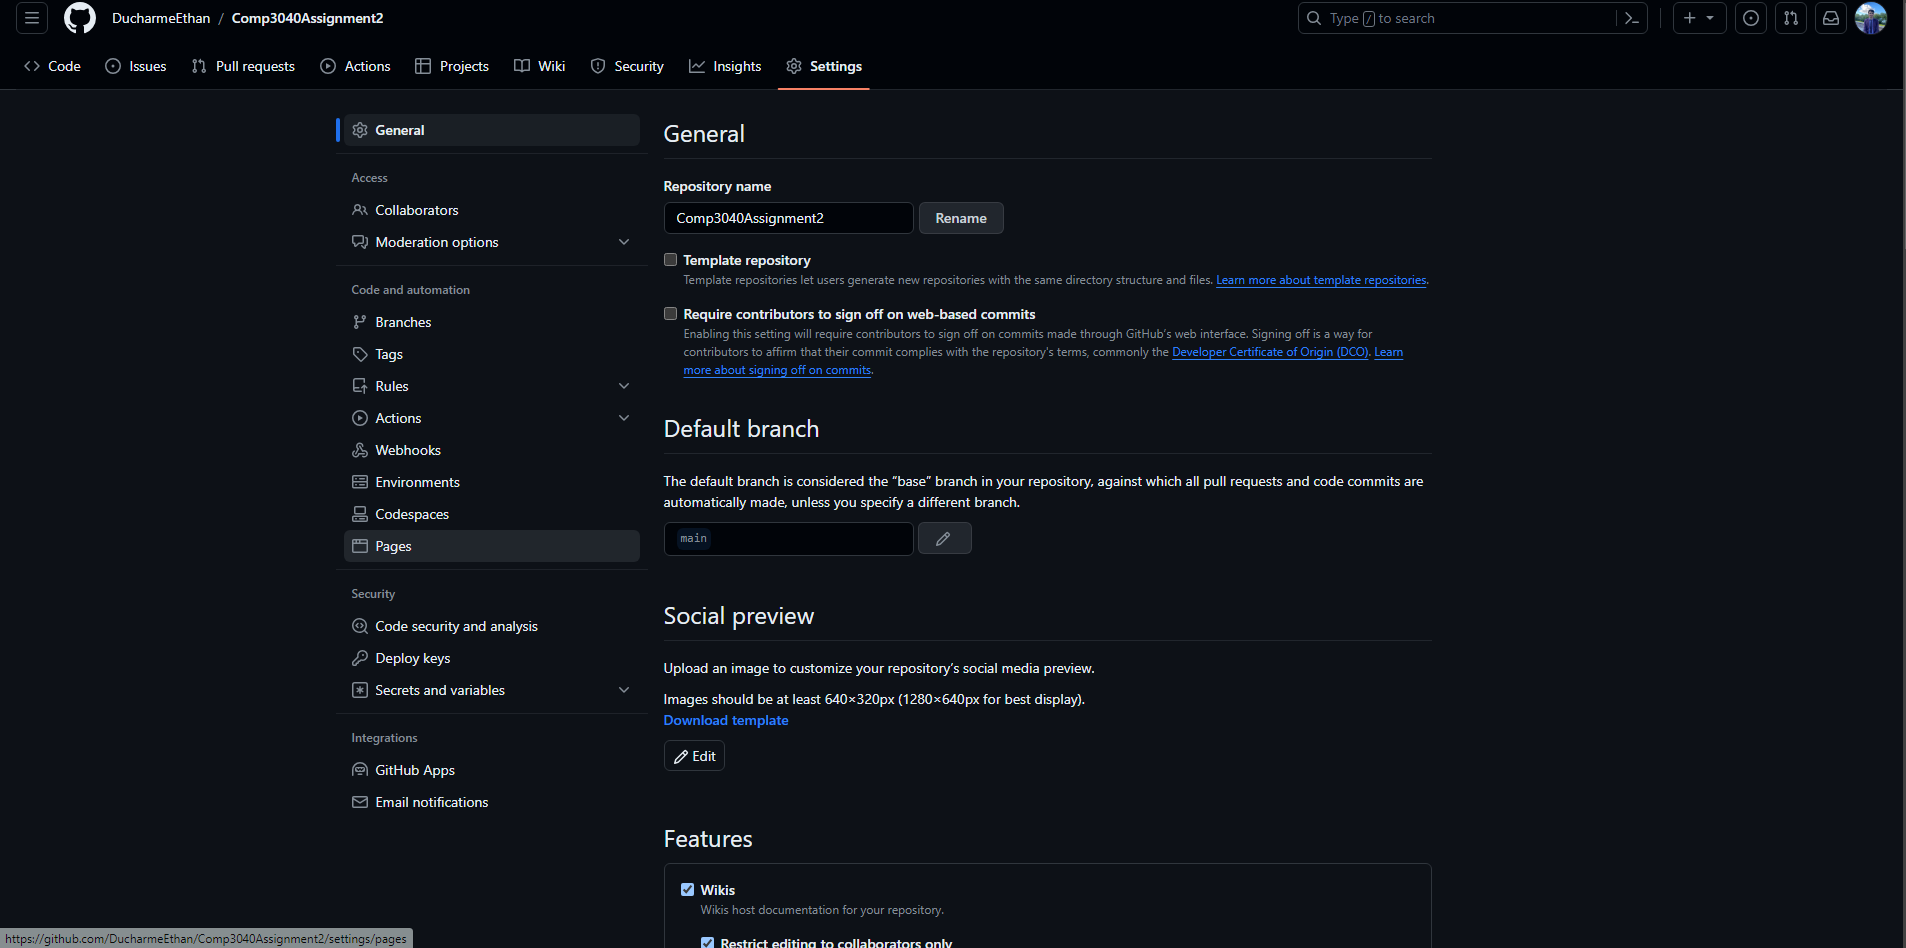 DucharmeEthan / Comp3040Assignment2
Type / to search
Code
Issues
Pull requests
Actions
Projects
Wiki
Security
Insights
Settings
General
Access
Collaborators
Moderation options
Code and automation
Branches
Tags
Rules
Actions
Webhooks
Environments
Codespaces
Pages
Security
Code security and analysis
Deploy keys
Secrets and variables
Integrations
GitHub Apps
Email notifications
General
Repository name
Comp3040Assignment2
Rename
Template repository
Template repositories let users generate new repositories with the same directory structure and files. Learn more about template repositories.
Require contributors to sign off on web-based commits
Enabling this setting will require contributors to sign off on commits made through GitHub's web interface. Signing off is a way for
contributors to affirm that their commit complies with the repository's terms, commonly the Developer Certificate of Origin (DCO). Learn
more about signing off on commits.
Default branch
The default branch is considered the “base” branch in your repository, against which all pull requests and code commits are
automatically made, unless you specify a different branch.
main
Social preview
Upload an image to customize your repository’s social media preview.
Images should be at least 640×320px (1280×640px for best display).
Download template
Edit
Features
Wikis
Wikis host documentation for your repository.
Restrict editing to collaborators only
https://github.com/DucharmeEthan/Comp3040Assignment2/settings/pages